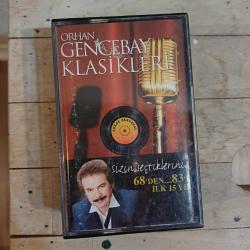 ORHAN
GENCEBAY
KLASİKLERİ
sizin seçtikleriniz
68'DEN...83'E
İLK 15 YIL